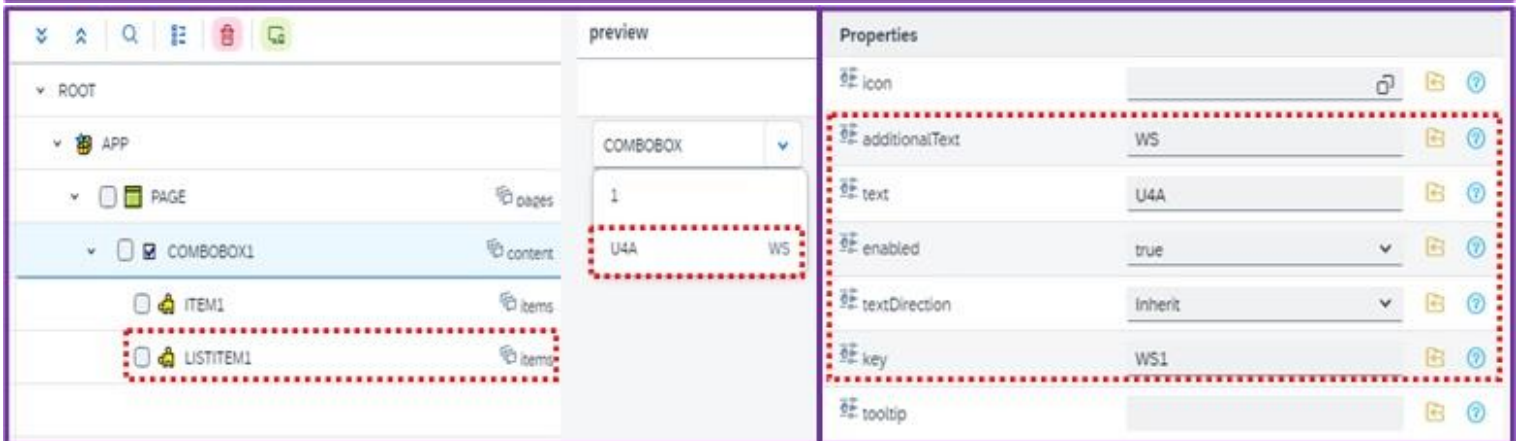 ROOT
APP
PAGE pages
COMBOBOX1 content
ITEM1 items
LISTITEM1 items
preview
COMBOBOX
1
U4A WS
Properties
icon
additionalText WS
text U4A
enabled true
textDirection Inherit
key WS1
tooltip